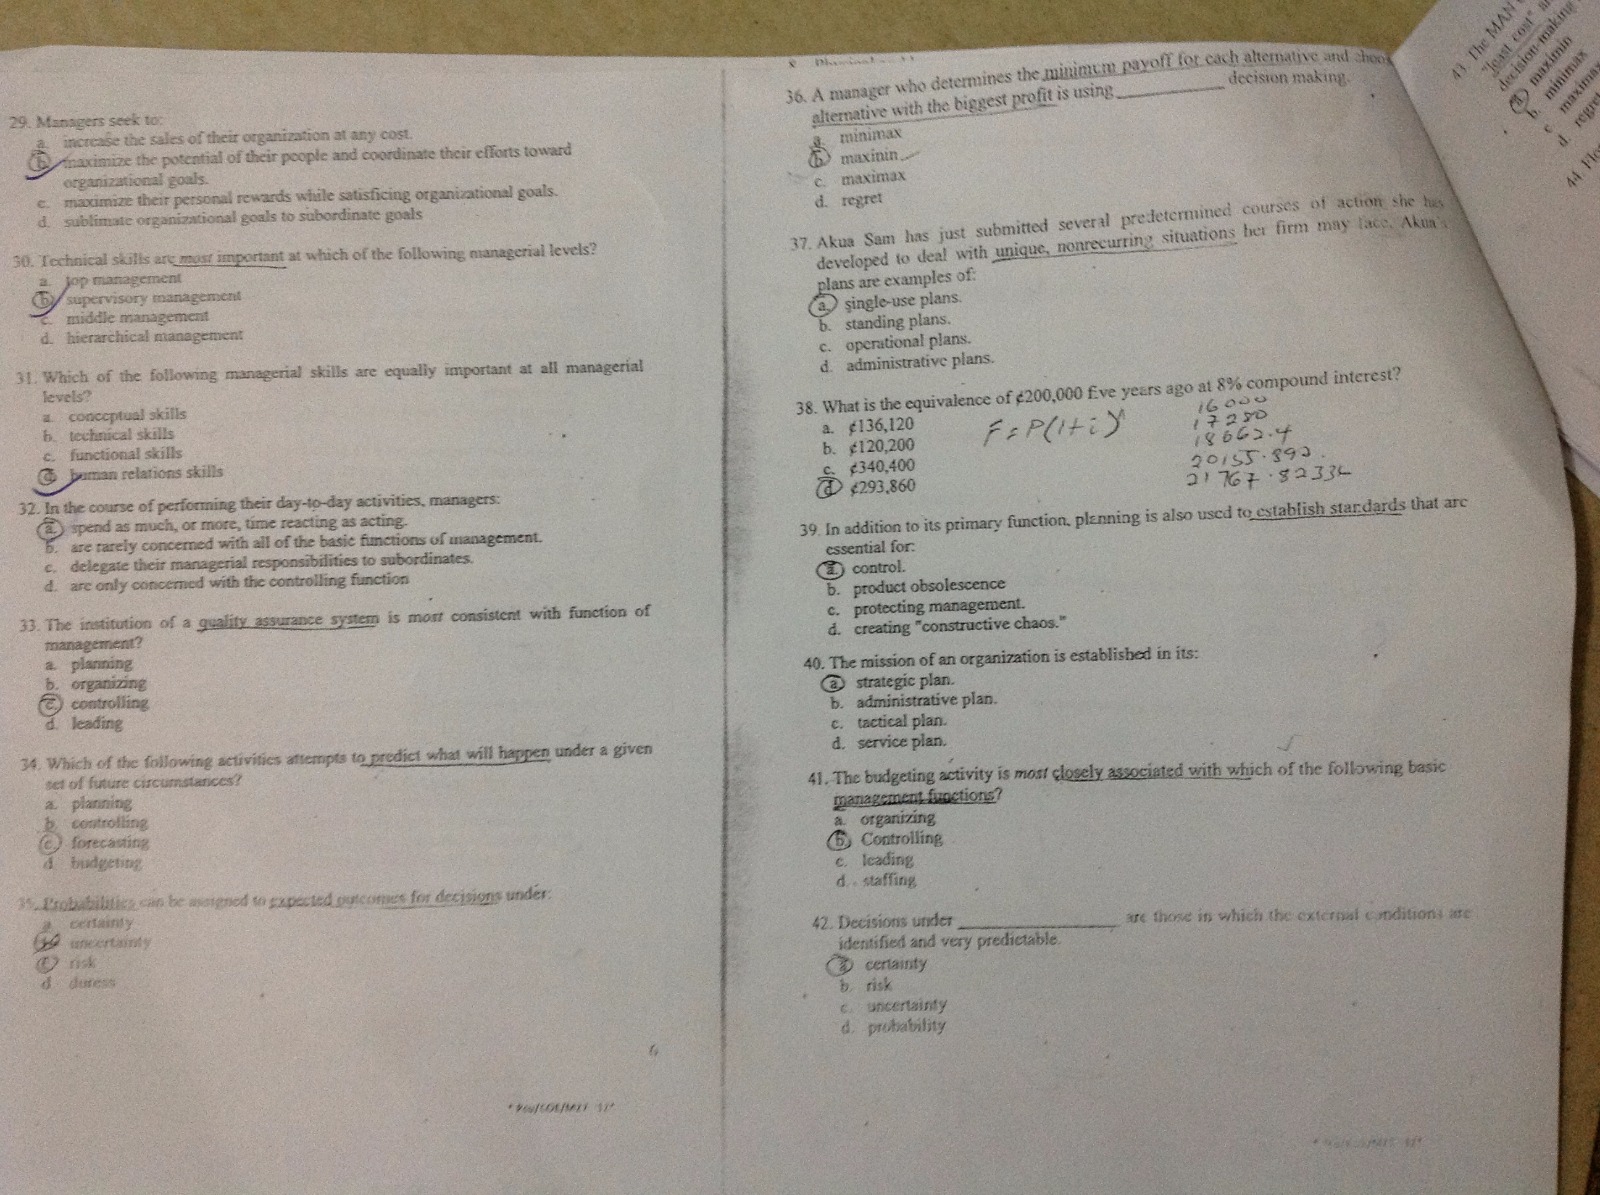 29. Managers seek to:
a. increase the sales of their organization at any cost.
b. maximize the potential of their people and coordinate their efforts toward
organizational goals.
c. maximize their personal rewards while satisficing organizational goals.
d. sublimate organizational goals to subordinate goals
30. Technical skills are most important at which of the following managerial levels?
a. top management
b. supervisory management
c. middle management
d. hierarchical management
31. Which of the following managerial skills are equally important at all managerial
levels?
a. conceptual skills
b. technical skills
c. functional skills
d. human relations skills
32. In the course of performing their day-to-day activities, managers:
a. spend as much, or more, time reacting as acting.
b. are rarely concerned with all of the basic functions of management.
c. delegate their managerial responsibilities to subordinates.
d. are only concerned with the controlling function
33. The institution of a quality assurance system is most consistent with function of
management?
a. planning
b. organizing
c. controlling
d. leading
34. Which of the following activities attempts to predict what will happen under a given
set of future circumstances?
a. planning
b. controlling
c. forecasting
d. budgeting
35. Probabilities can be assigned to expected outcomes for decisions under:
a. certainty
b. uncertainty
c. risk
d. duress
6
36. A manager who determines the minimum payoff for each alternative and
alternative with the biggest profit is using ____________ decision making.
a. minimax
b. maxinin
c. maximax
d. regret
37. Akua Sam has just submitted several predetermined courses of action she has
developed to deal with unique, nonrecurring situations her firm may face. Akua's
plans are examples of:
a. single-use plans.
b. standing plans.
c. operational plans.
d. administrative plans.
38. What is the equivalence of ¢200,000 five years ago at 8% compound interest?
a. ¢136,120
b. ¢120,200
c. ¢340,400
d. ¢293,860
F = P(1+i)^n
16000
17280
18662.4
20155.392
21767.82336
39. In addition to its primary function, planning is also used to establish standards that are
essential for:
a. control.
b. product obsolescence
c. protecting management.
d. creating "constructive chaos."
40. The mission of an organization is established in its:
a. strategic plan.
b. administrative plan.
c. tactical plan.
d. service plan.
41. The budgeting activity is most closely associated with which of the following basic
management functions?
a. organizing
b. Controlling
c. leading
d. staffing
42. Decisions under ____________ are those in which the external conditions are
identified and very predictable.
a. certainty
b. risk
c. uncertainty
d. probability
43. The MAN
"least cost"
decision-making
a. maximin
b. minimax
c. maximax
d. regret
44.